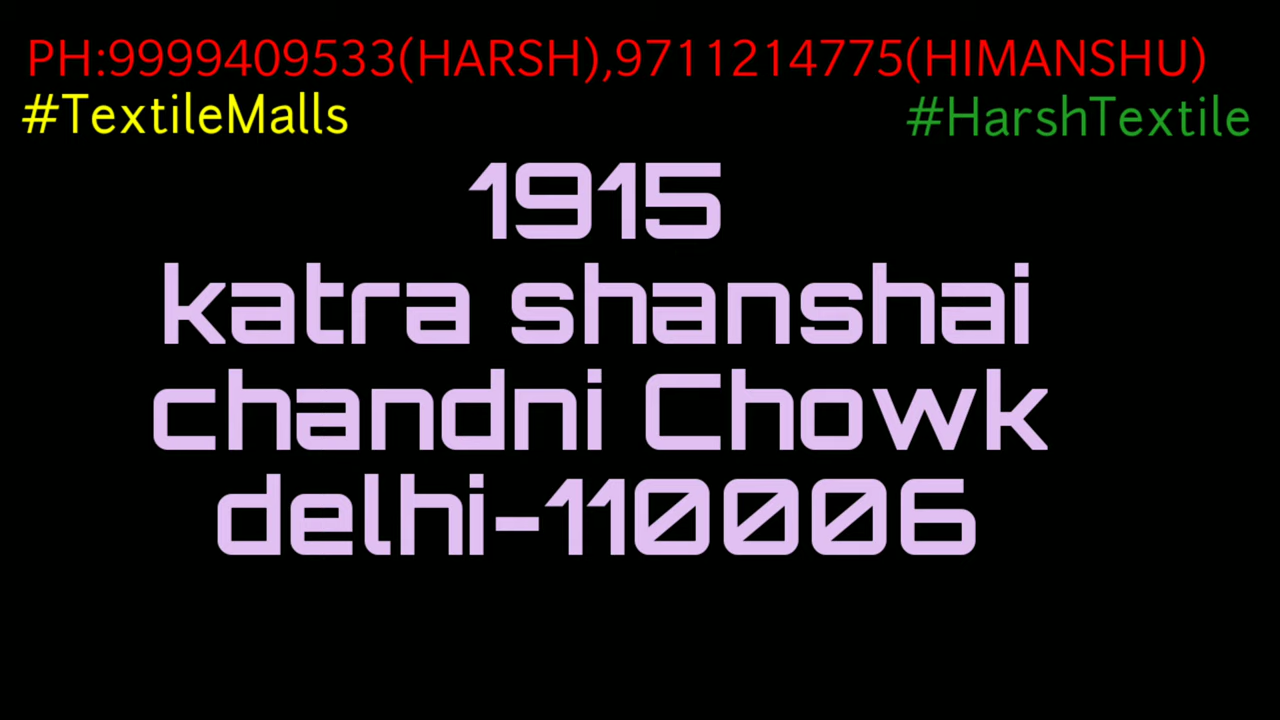 PH:9999409533(HARSH),9711214775(HIMANSHU)
#TextileMalls #HarshTextile
1915
katra shanshai
chandni Chowk
delhi-110006